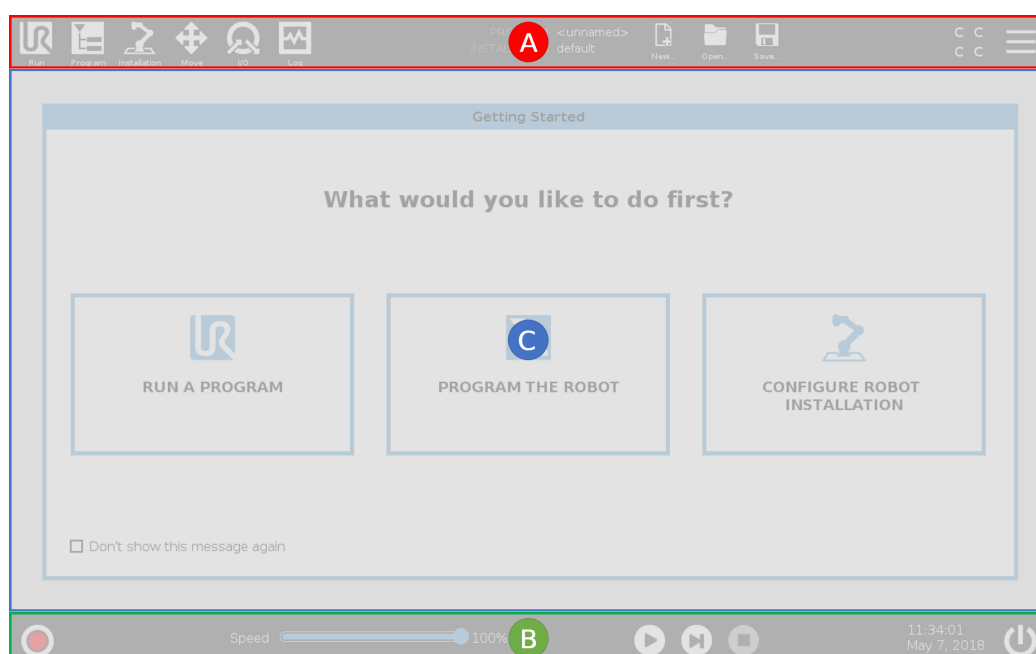 Run Program Installation Move I/O Log
PR A <unnamed>
INSTAL default
New... Open... Save...
C C
C C
Getting Started
What would you like to do first?
C
RUN A PROGRAM
PROGRAM THE ROBOT
CONFIGURE ROBOT
INSTALLATION
Don't show this message again
Speed 100% B
11:34:01
May 7, 2018